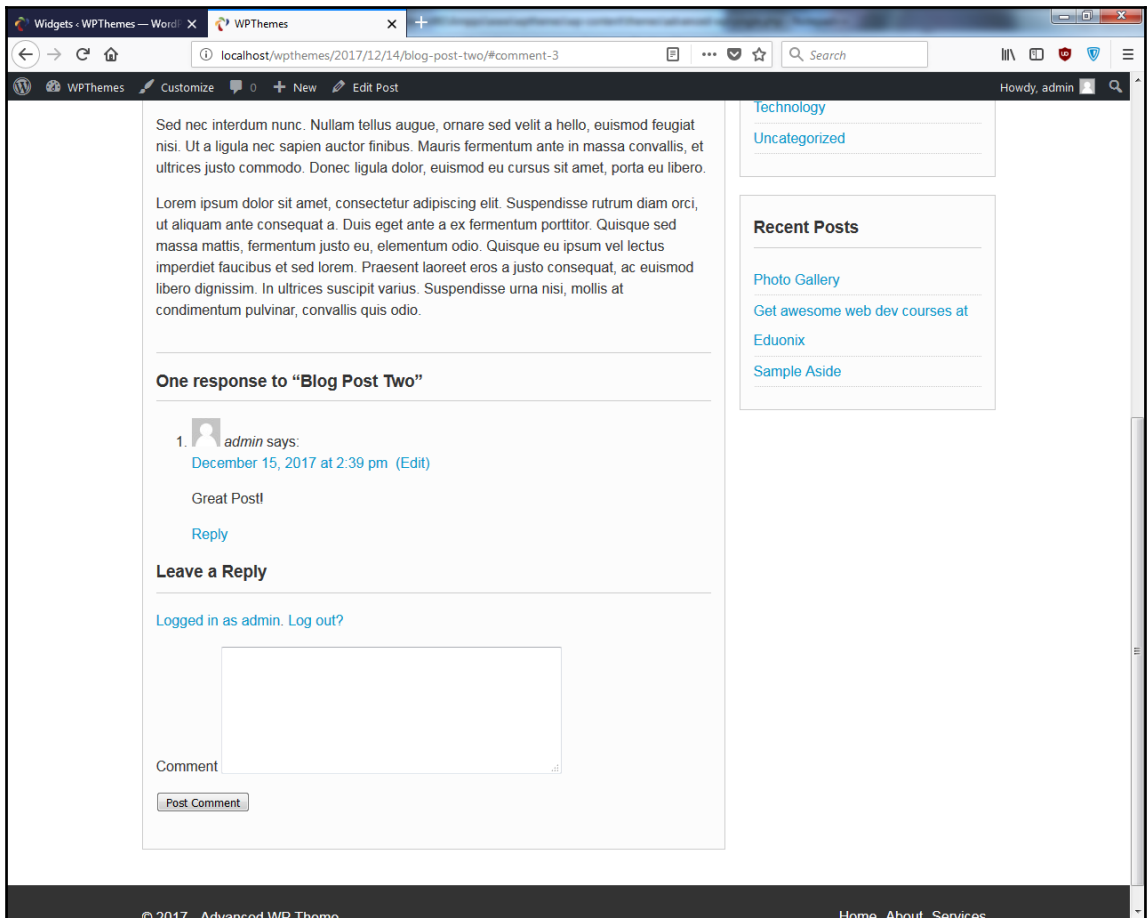 Widgets ‹ WPThemes — WordP
WPThemes
localhost/wpthemes/2017/12/14/blog-post-two/#comment-3
Search
WPThemes Customize 0 New Edit Post
Howdy, admin
Sed nec interdum nunc. Nullam tellus augue, ornare sed velit a hello, euismod feugiat
nisi. Ut a ligula nec sapien auctor finibus. Mauris fermentum ante in massa convallis, et
ultrices justo commodo. Donec ligula dolor, euismod eu cursus sit amet, porta eu libero.
Lorem ipsum dolor sit amet, consectetur adipiscing elit. Suspendisse rutrum diam orci,
ut aliquam ante consequat a. Duis eget ante a ex fermentum porttitor. Quisque sed
massa mattis, fermentum justo eu, elementum odio. Quisque eu ipsum vel lectus
imperdiet faucibus et sed lorem. Praesent laoreet eros a justo consequat, ac euismod
libero dignissim. In ultrices suscipit varius. Suspendisse urna nisi, mollis at
condimentum pulvinar, convallis quis odio.
One response to “Blog Post Two”
1. admin says:
December 15, 2017 at 2:39 pm (Edit)
Great Post!
Reply
Leave a Reply
Logged in as admin. Log out?
Comment
Post Comment
Technology
Uncategorized
Recent Posts
Photo Gallery
Get awesome web dev courses at
Eduonix
Sample Aside
© 2017 - Advanced WP Theme
Home About Services